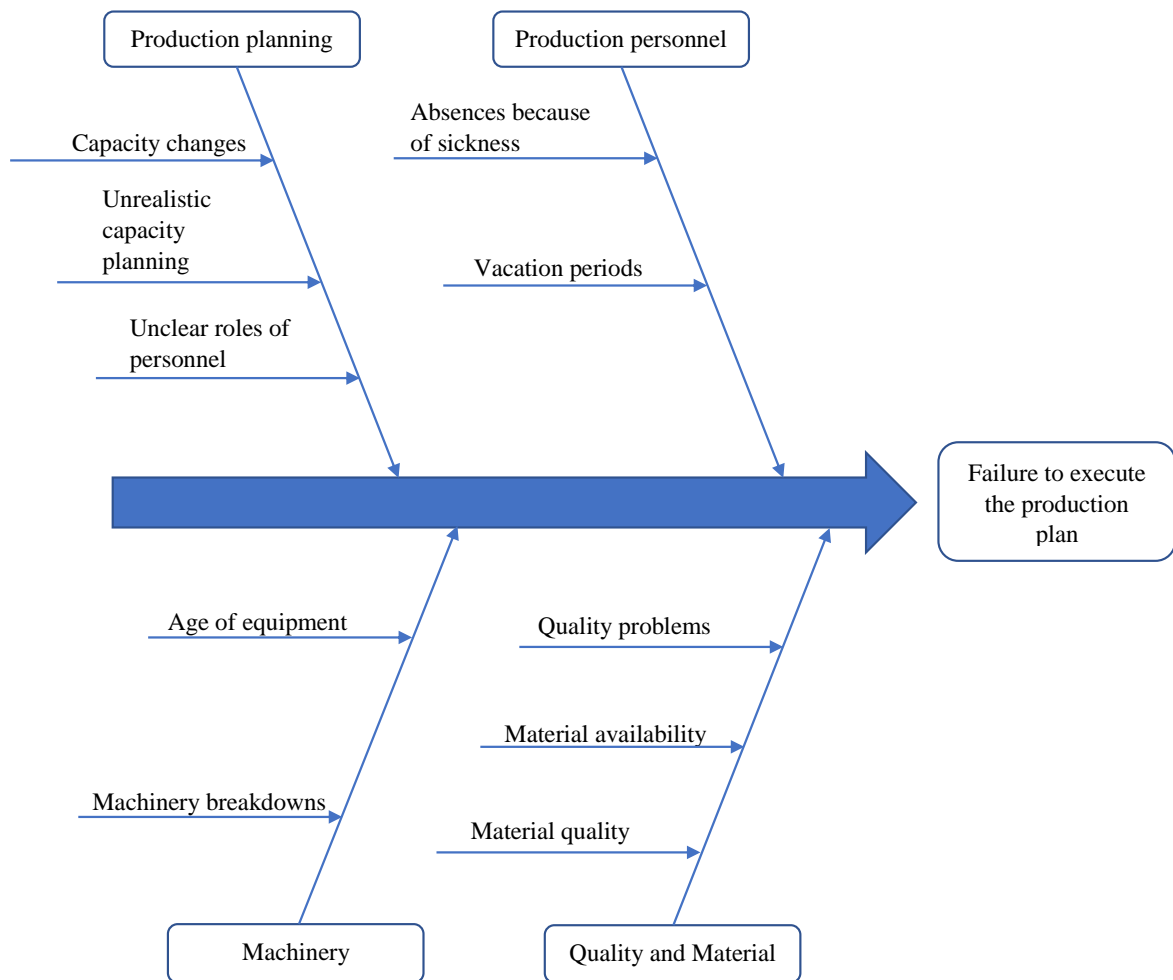 Production planning
Production personnel
Absences because
of sickness
Capacity changes
Unrealistic
capacity
planning
Vacation periods
Unclear roles of
personnel
Failure to execute
the production
plan
Age of equipment
Quality problems
Material availability
Machinery breakdowns
Material quality
Machinery
Quality and Material